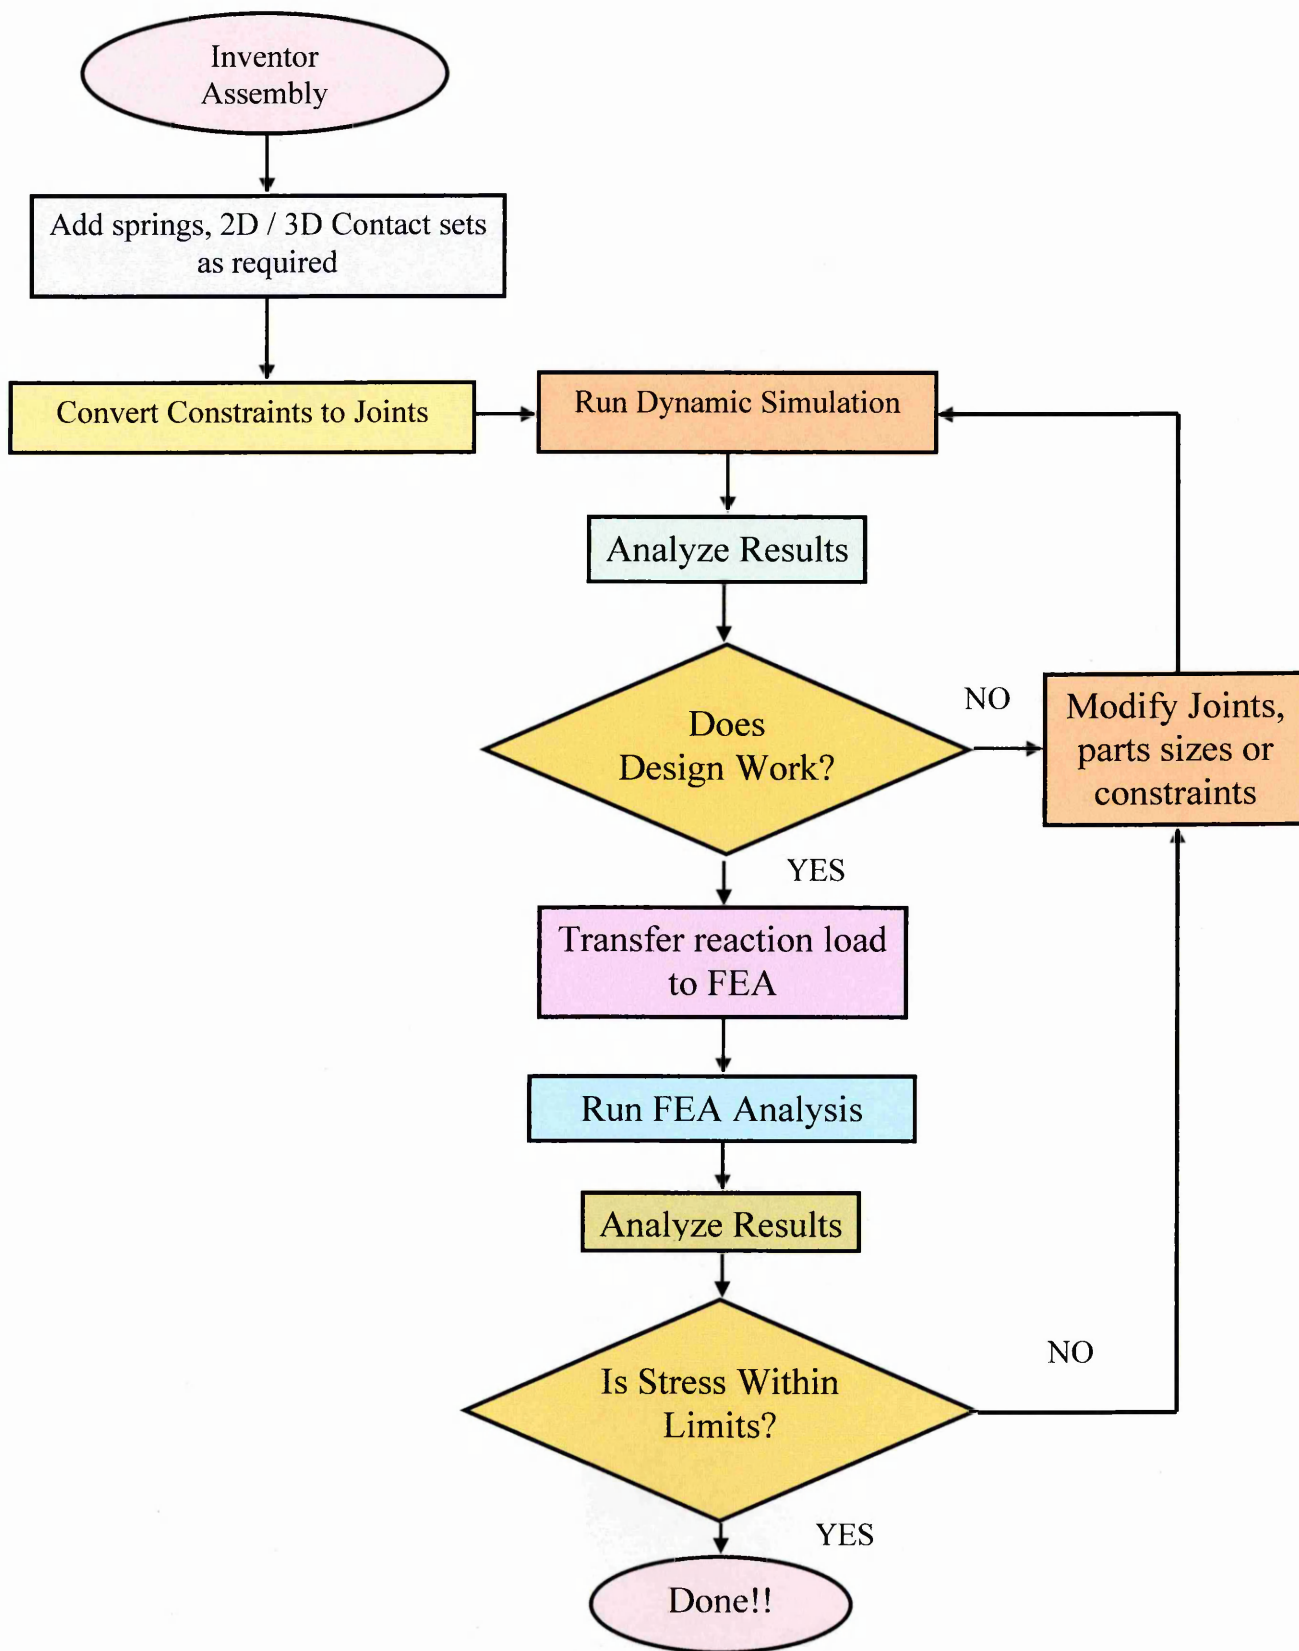 Inventor
Assembly
Add springs, 2D / 3D Contact sets
as required
Convert Constraints to Joints
Run Dynamic Simulation
Analyze Results
Does
Design Work?
NO
Modify Joints,
parts sizes or
constraints
YES
Transfer reaction load
to FEA
Run FEA Analysis
Analyze Results
Is Stress Within
Limits?
NO
YES
Done!!